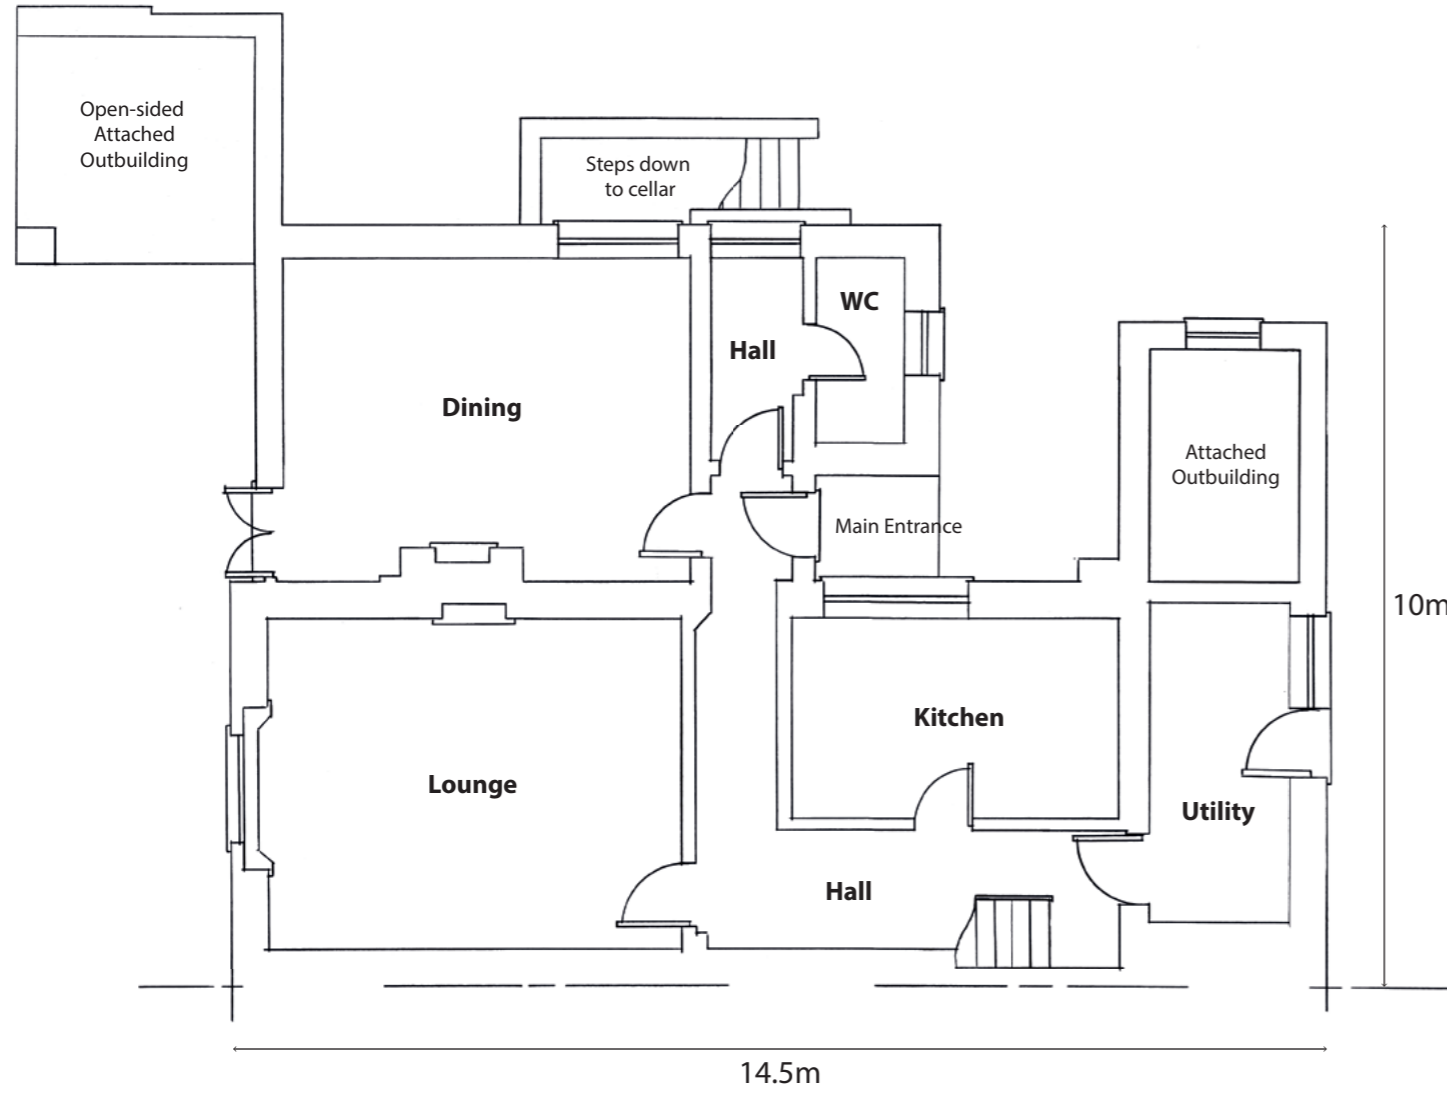 Open-sided
Attached
Outbuilding
Steps down
to cellar
WC
Hall
Dining
Attached
Outbuilding
Main Entrance
10m
Kitchen
Lounge
Utility
Hall
14.5m